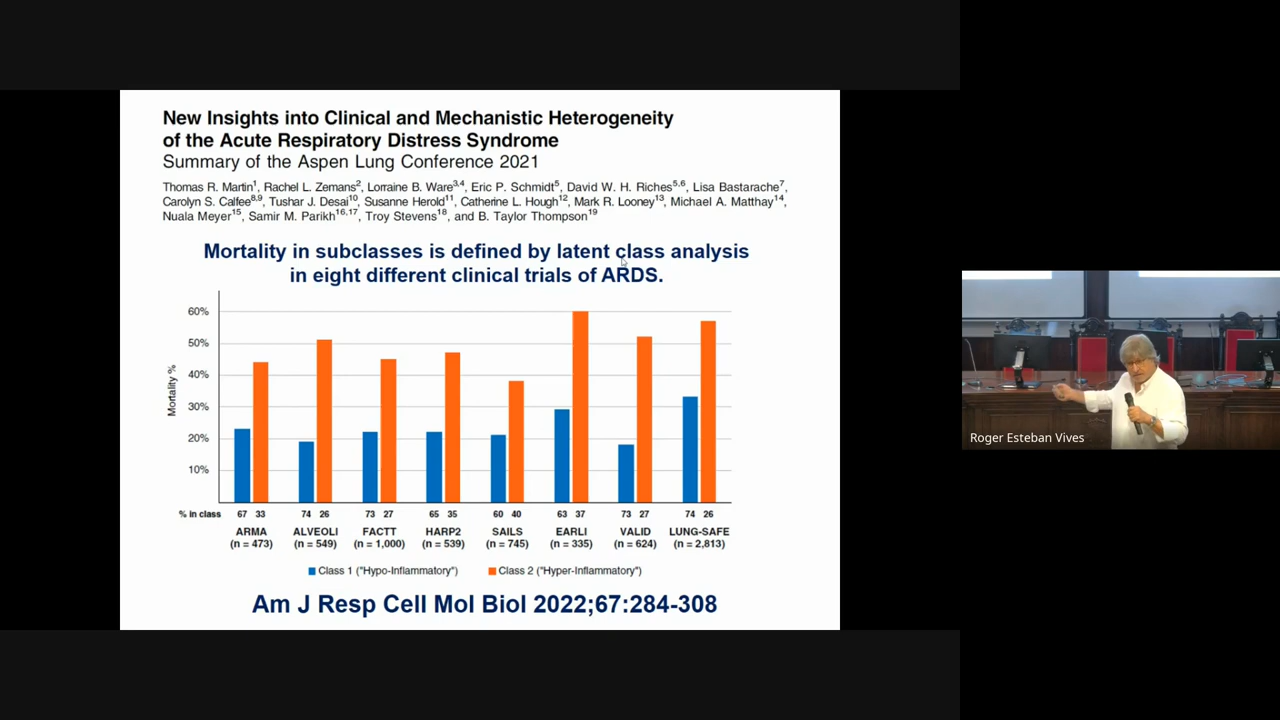 New Insights into Clinical and Mechanistic Heterogeneity
of the Acute Respiratory Distress Syndrome
Summary of the Aspen Lung Conference 2021
Thomas R. Martin1, Rachel L. Zemans2, Lorraine B. Ware3,4, Eric P. Schmidt5, David W. H. Riches5,6, Lisa Bastarache7,
Carolyn S. Calfee8,9, Tushar J. Desai10, Susanne Herold11, Catherine L. Hough12, Mark R. Looney13, Michael A. Matthay14,
Nuala Meyer15, Samir M. Parikh16,17, Troy Stevens18, and B. Taylor Thompson19
Mortality in subclasses is defined by latent class analysis
in eight different clinical trials of ARDS.
Mortality %
60%
50%
40%
30%
20%
10%
% in class 67 33 74 26 73 27 65 35 60 40 63 37 73 27 74 26
ARMA ALVEOLI FACTT HARP2 SAILS EARLI VALID LUNG-SAFE
(n = 473) (n = 549) (n = 1,000) (n = 539) (n = 745) (n = 335) (n = 624) (n = 2,813)
Class 1 ("Hypo-Inflammatory") Class 2 ("Hyper-Inflammatory")
Am J Resp Cell Mol Biol 2022;67:284-308
Roger Esteban Vives